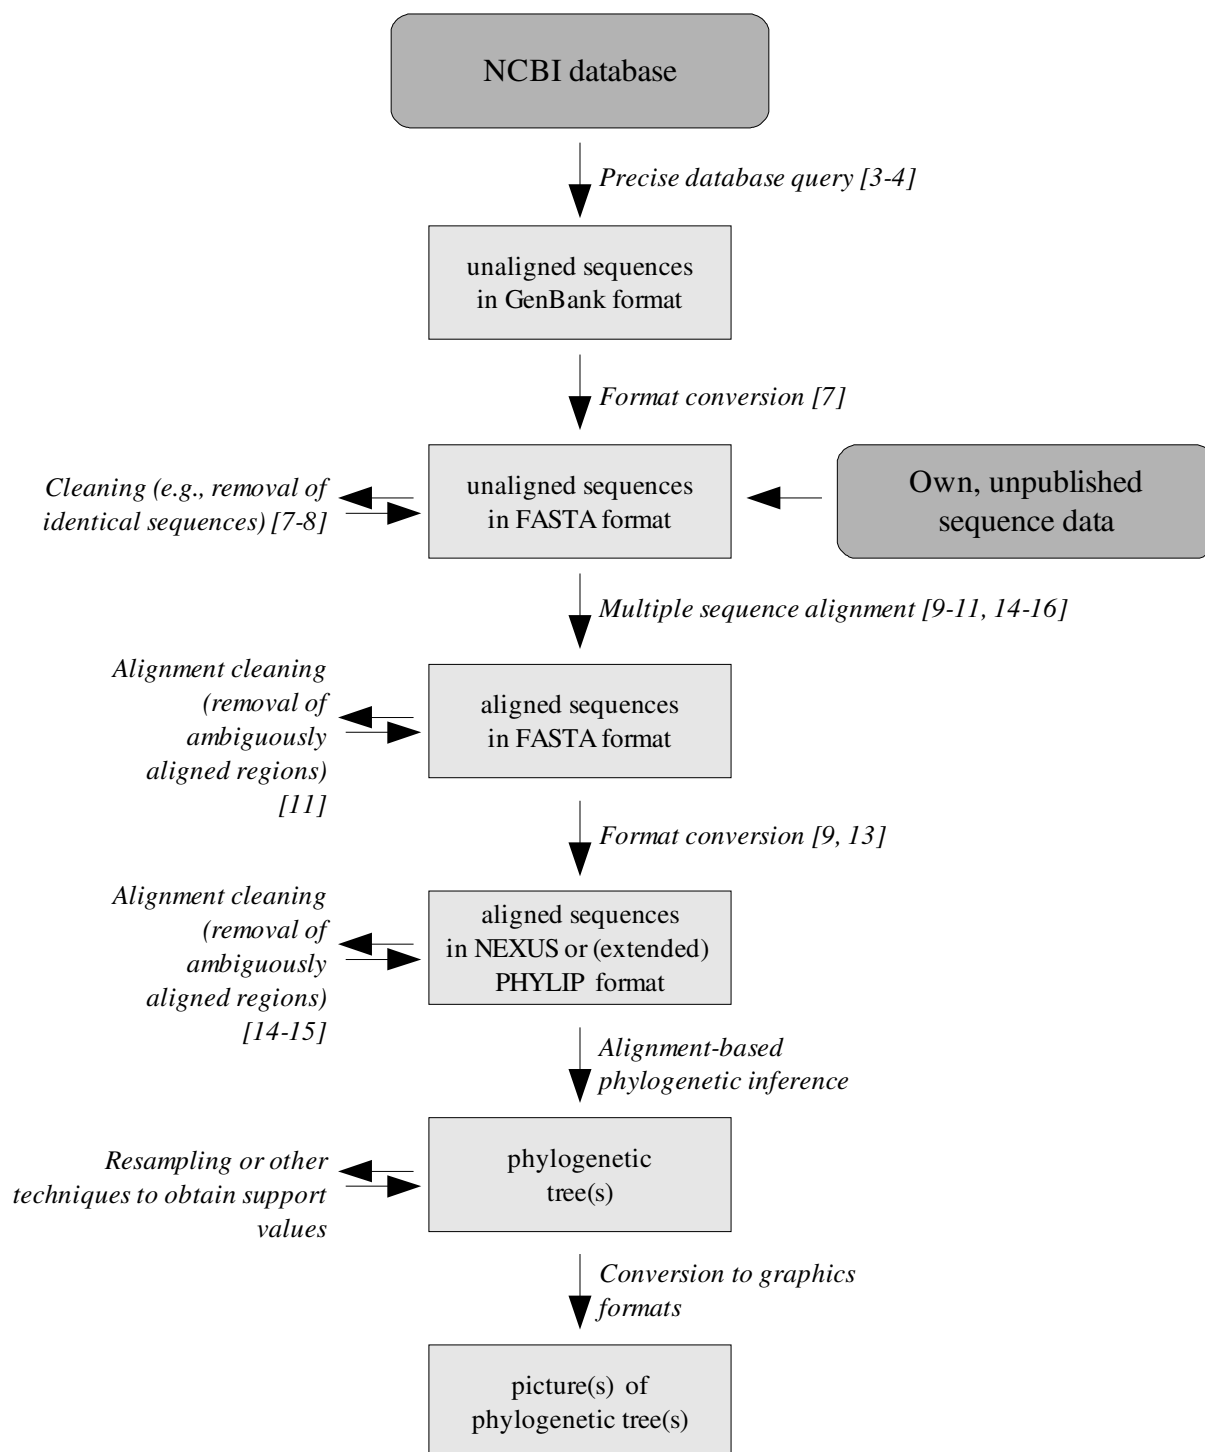 NCBI database
Precise database query [3-4]
unaligned sequences
in GenBank format
Format conversion [7]
Cleaning (e.g., removal of
identical sequences) [7-8]
unaligned sequences
in FASTA format
Own, unpublished
sequence data
Multiple sequence alignment [9-11, 14-16]
Alignment cleaning
(removal of
ambiguously
aligned regions)
[11]
aligned sequences
in FASTA format
Format conversion [9, 13]
Alignment cleaning
(removal of
ambiguously
aligned regions)
[14-15]
aligned sequences
in NEXUS or (extended)
PHYLIP format
Alignment-based
phylogenetic inference
Resampling or other
techniques to obtain support
values
phylogenetic
tree(s)
Conversion to graphics
formats
picture(s) of
phylogenetic tree(s)